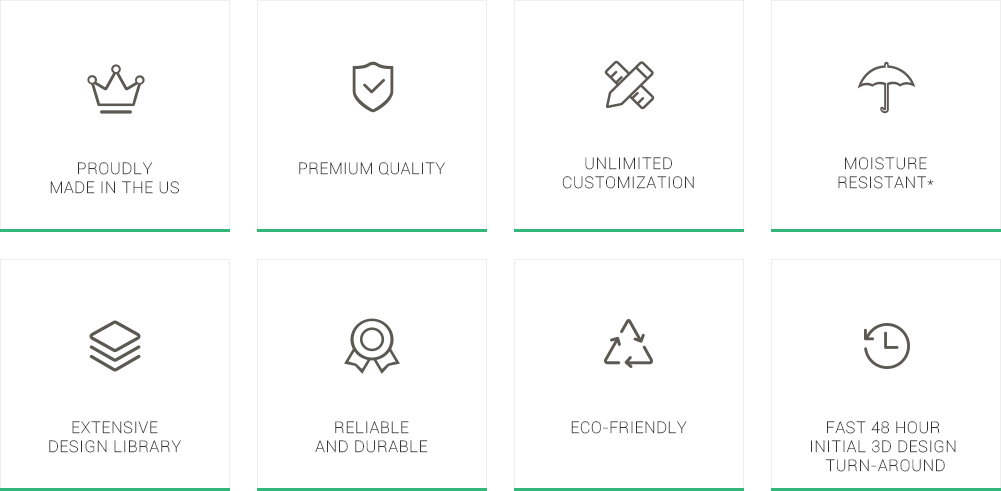 PROUDLY
MADE IN THE US
PREMIUM QUALITY
UNLIMITED
CUSTOMIZATION
MOISTURE
RESISTANT*
EXTENSIVE
DESIGN LIBRARY
RELIABLE
AND DURABLE
ECO-FRIENDLY
FAST 48 HOUR
INITIAL 3D DESIGN
TURN-AROUND